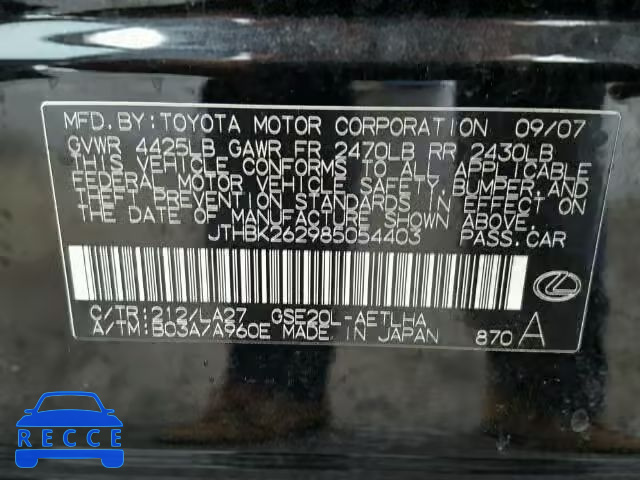 MFD. BY: TOYOTA MOTOR CORPORATION 09/07
GVWR 4425LB GAWR FR 2470LB RR 2430LB
THIS VEHICLE CONFORMS TO ALL APPLICABLE
FEDERAL MOTOR VEHICLE SAFETY, BUMPER, AND
THEFT PREVENTION STANDARDS IN EFFECT ON
THE DATE OF MANUFACTURE SHOWN ABOVE.
JTHBK262985054403 PASS. CAR
C/TR: 212/LA27 GSE20L-AETLHA
A/TM: B03A/A960E MADE IN JAPAN 870 A
RECCE